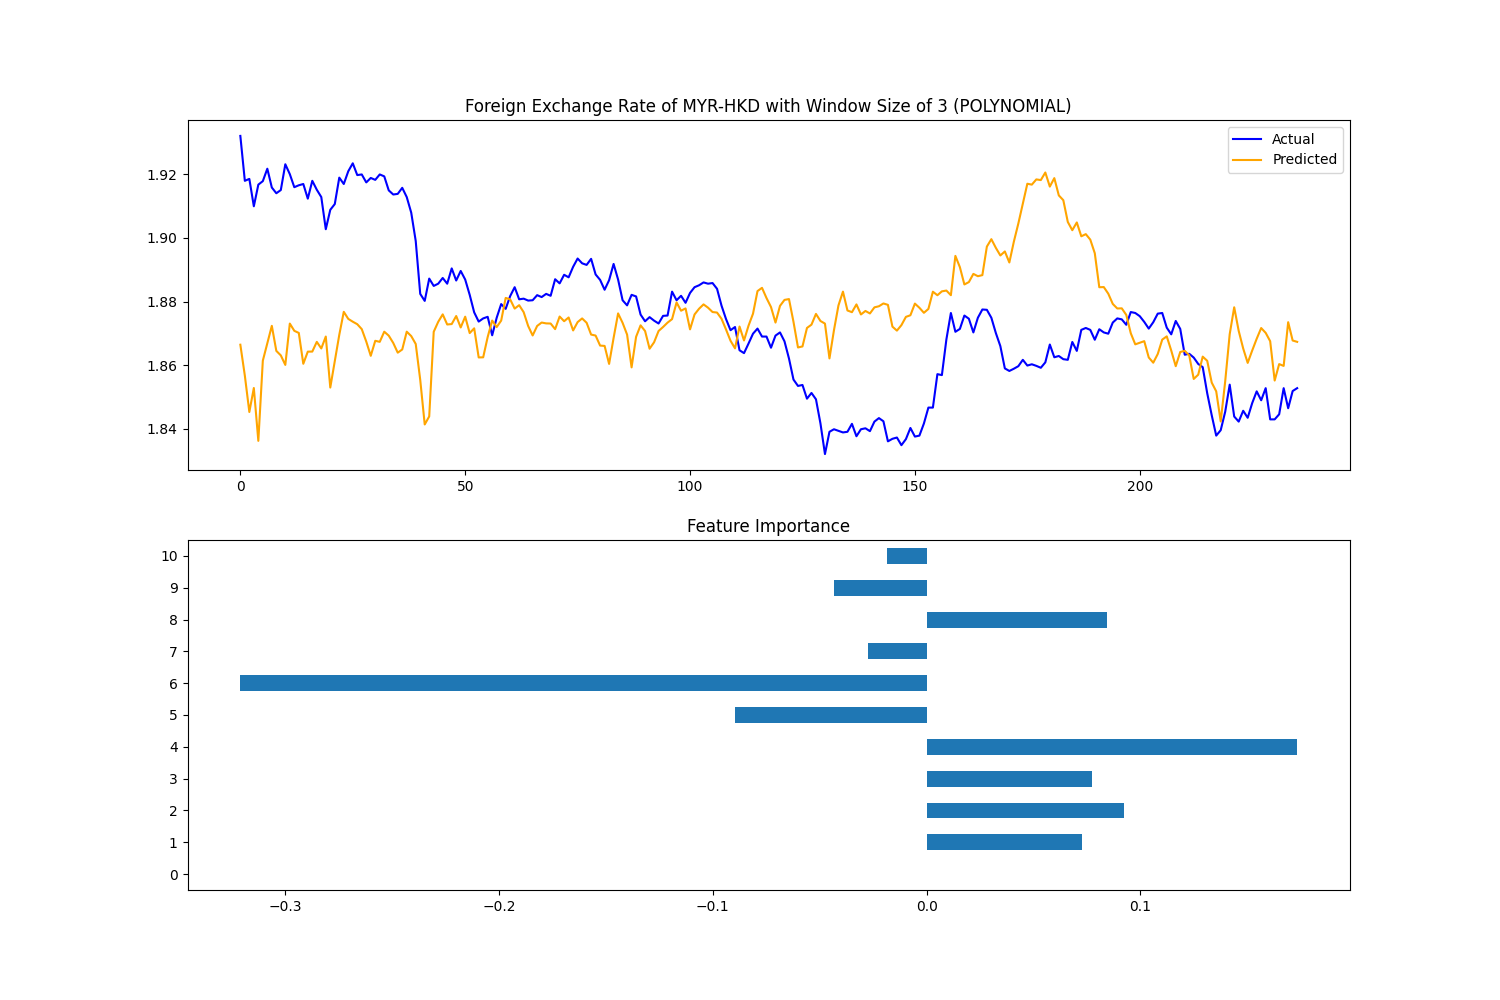 Foreign Exchange Rate of MYR-HKD with Window Size of 3 (POLYNOMIAL)
Actual
Predicted
1.92
1.90
1.88
1.86
1.84
0 50 100 150 200
Feature Importance
10
9
8
7
6
5
4
3
2
1
0
−0.3 −0.2 −0.1 0.0 0.1